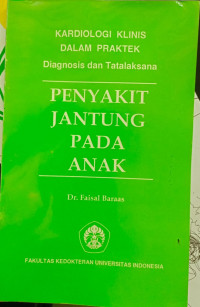 KARDIOLOGI KLINIS
DALAM PRAKTEK
Diagnosis dan Tatalaksana
PENYAKIT
JANTUNG
PADA
ANAK
Dr. Faisal Baraas
FAKULTAS KEDOKTERAN UNIVERSITAS INDONESIA